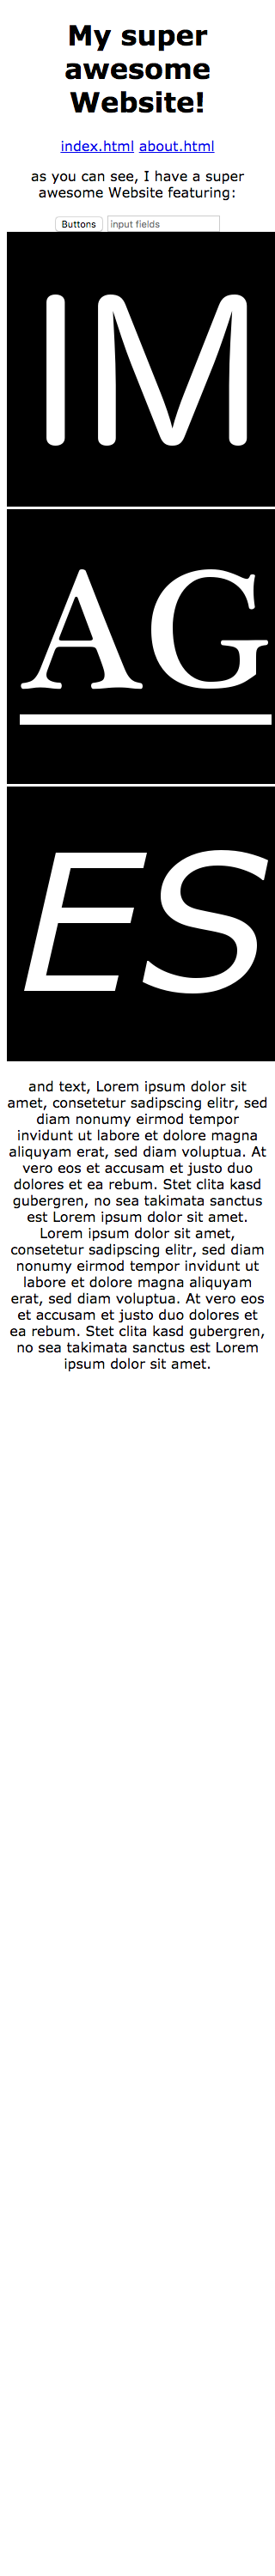 My super
awesome
Website!
index.html about.html
as you can see, I have a super
awesome Website featuring:
Buttons input fields
IM
AG
ES
and text, Lorem ipsum dolor sit
amet, consetetur sadipscing elitr, sed
diam nonumy eirmod tempor
invidunt ut labore et dolore magna
aliquyam erat, sed diam voluptua. At
vero eos et accusam et justo duo
dolores et ea rebum. Stet clita kasd
gubergren, no sea takimata sanctus
est Lorem ipsum dolor sit amet.
Lorem ipsum dolor sit amet,
consetetur sadipscing elitr, sed diam
nonumy eirmod tempor invidunt ut
labore et dolore magna aliquyam
erat, sed diam voluptua. At vero eos
et accusam et justo duo dolores et
ea rebum. Stet clita kasd gubergren,
no sea takimata sanctus est Lorem
ipsum dolor sit amet.